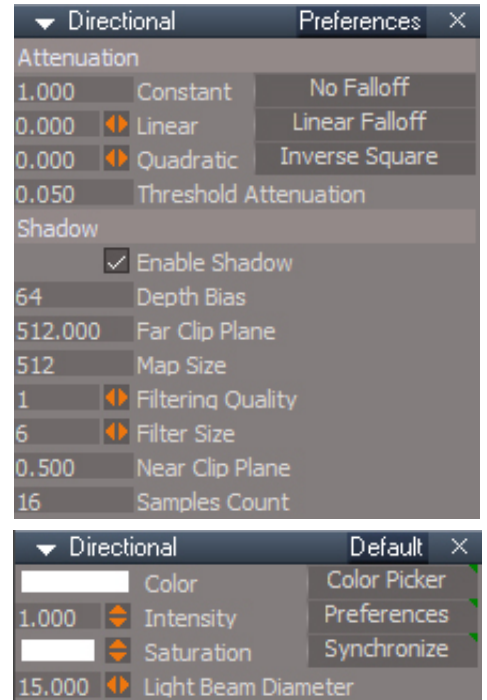 Directional Preferences ×
Attenuation
1.000 Constant No Falloff
0.000 Linear Linear Falloff
0.000 Quadratic Inverse Square
0.050 Threshold Attenuation
Shadow
Enable Shadow
64 Depth Bias
512.000 Far Clip Plane
512 Map Size
1 Filtering Quality
6 Filter Size
0.500 Near Clip Plane
16 Samples Count
Directional Default ×
Color Color Picker
1.000 Intensity Preferences
Saturation Synchronize
15.000 Light Beam Diameter